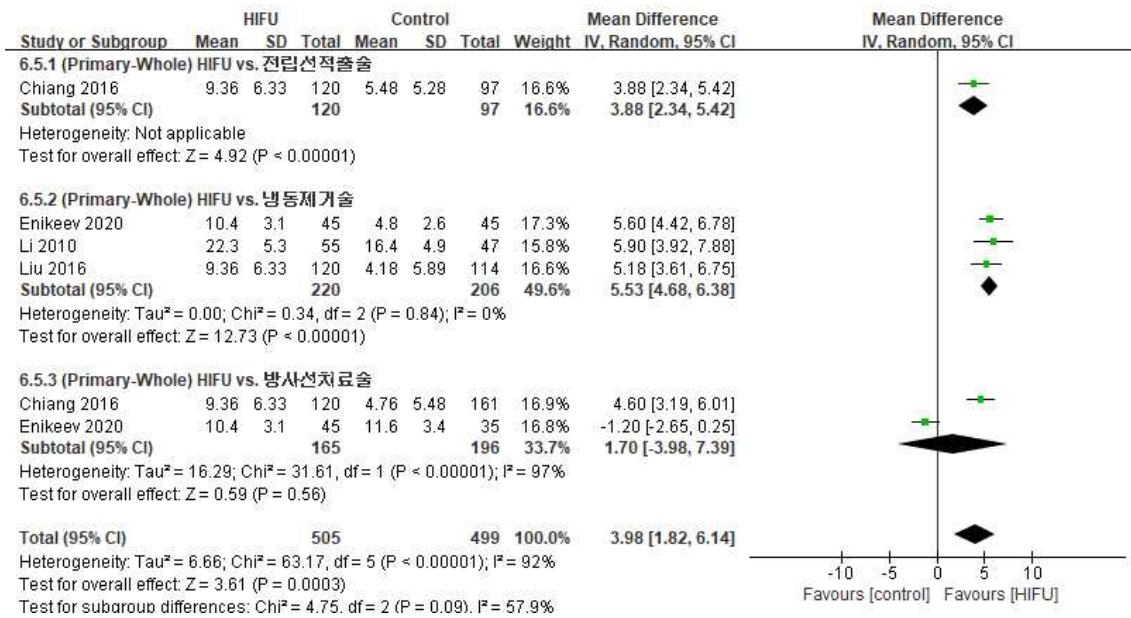 HIFU Control Mean Difference Mean Difference
Study or Subgroup Mean SD Total Mean SD Total Weight IV, Random, 95% CI IV, Random, 95% CI
6.5.1 (Primary-Whole) HIFU vs. 전립선적출술
Chiang 2016 9.36 6.33 120 5.48 5.28 97 16.6% 3.88 [2.34, 5.42]
Subtotal (95% CI) 120 97 16.6% 3.88 [2.34, 5.42]
Heterogeneity: Not applicable
Test for overall effect: Z = 4.92 (P < 0.00001)
6.5.2 (Primary-Whole) HIFU vs. 냉동제거술
Enikeev 2020 10.4 3.1 45 4.8 2.6 45 17.3% 5.60 [4.42, 6.78]
Li 2010 22.3 5.3 55 16.4 4.9 47 15.8% 5.90 [3.92, 7.88]
Liu 2016 9.36 6.33 120 4.18 5.89 114 16.6% 5.18 [3.61, 6.75]
Subtotal (95% CI) 220 206 49.6% 5.53 [4.68, 6.38]
Heterogeneity: Tau² = 0.00; Chi² = 0.34, df = 2 (P = 0.84); I² = 0%
Test for overall effect: Z = 12.73 (P < 0.00001)
6.5.3 (Primary-Whole) HIFU vs. 방사선치료술
Chiang 2016 9.36 6.33 120 4.76 5.48 161 16.9% 4.60 [3.19, 6.01]
Enikeev 2020 10.4 3.1 45 11.6 3.4 35 16.8% -1.20 [-2.65, 0.25]
Subtotal (95% CI) 165 196 33.7% 1.70 [-3.98, 7.39]
Heterogeneity: Tau² = 16.29; Chi² = 31.61, df = 1 (P < 0.00001); I² = 97%
Test for overall effect: Z = 0.59 (P = 0.56)
Total (95% CI) 505 499 100.0% 3.98 [1.82, 6.14]
Heterogeneity: Tau² = 6.66; Chi² = 63.17, df = 5 (P < 0.00001); I² = 92%
Test for overall effect: Z = 3.61 (P = 0.0003)
Test for subgroup differences: Chi² = 4.75, df = 2 (P = 0.09), I² = 57.9%
-10 -5 0 5 10
Favours [control] Favours [HIFU]